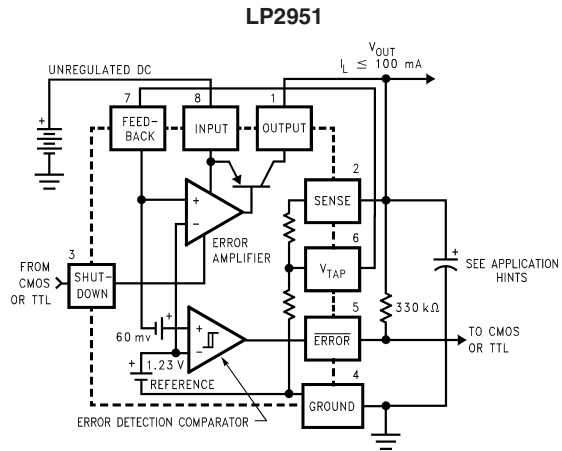 LP2951
V_OUT
I_L ≤ 100 mA
UNREGULATED DC
7
8
1
FEED-
BACK
INPUT
OUTPUT
+
2
SENSE
+
−
ERROR
AMPLIFIER
6
V_TAP
+
SEE APPLICATION
HINTS
3
FROM
CMOS
OR TTL
SHUT-
DOWN
330 kΩ
5
ERROR
TO CMOS
OR TTL
60 mv
+
+
−
+
1.23 V
REFERENCE
4
GROUND
ERROR DETECTION COMPARATOR